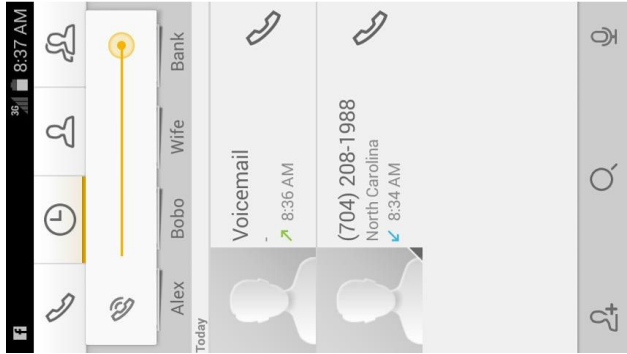 3G 8:37 AM
Alex Bobo Wife Bank
Today
Voicemail
-
8:36 AM
(704) 208-1988
North Carolina
8:34 AM